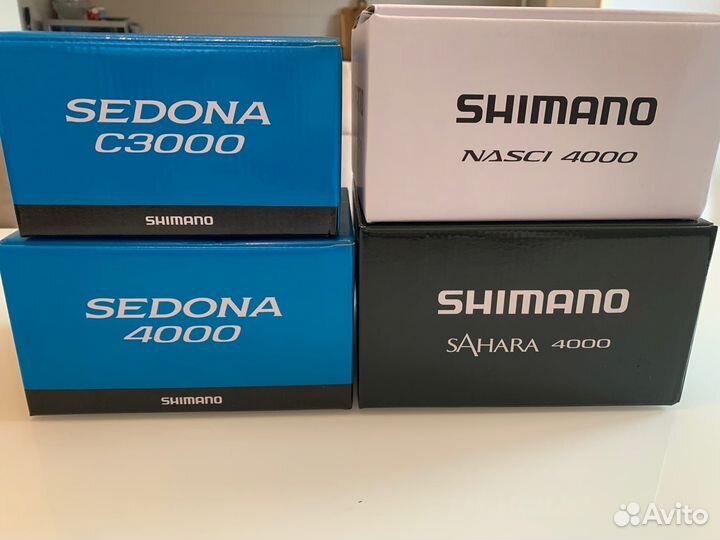 SEDONA
C3000
SHIMANO
SHIMANO
NASCI 4000
SEDONA
4000
SHIMANO
SHIMANO
SAHARA 4000
Avito